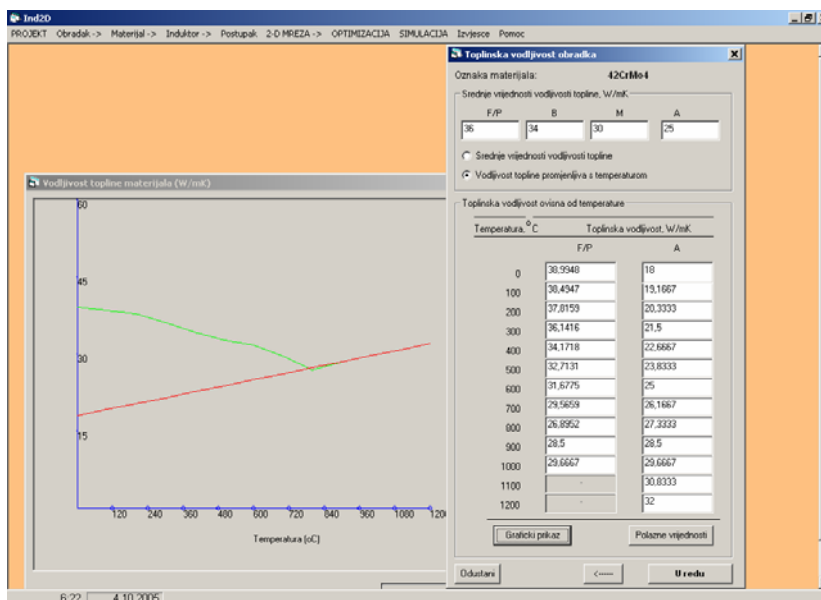 Ind2D
PROJEKT Obradak -> Materijal -> Induktor -> Postupak 2-D MREZA -> OPTIMIZACIJA SIMULACIJA Izvjesce Pomoc
Toplinska vodljivost obradka
Oznaka materijala: 42CrMo4
Srednje vrijednosti vodljivosti topline, W/mK
F/P B M A
36 34 30 25
Srednje vrijednosti vodljivosti topline
Vodljivost topline promjenljiva s temperaturom
Toplinska vodljivost ovisna od temperature
Temperatura, °C Toplinska vodljivost, W/mK
F/P A
0 38,9948 18
100 38,4947 19,1667
200 37,8159 20,3333
300 36,1416 21,5
400 34,1718 22,6667
500 32,7131 23,8333
600 31,6775 25
700 29,5659 26,1667
800 26,8952 27,3333
900 28,5 28,5
1000 29,6667 29,6667
1100 - 30,8333
1200 - 32
Graficki prikaz Polazne vrijednosti
Odustani <----- U redu
Vodljivost topline materijala (W/mK)
60
45
30
15
120 240 360 480 600 720 840 960 1080 120
Temperatura (oC)
6:22 4.10.2005